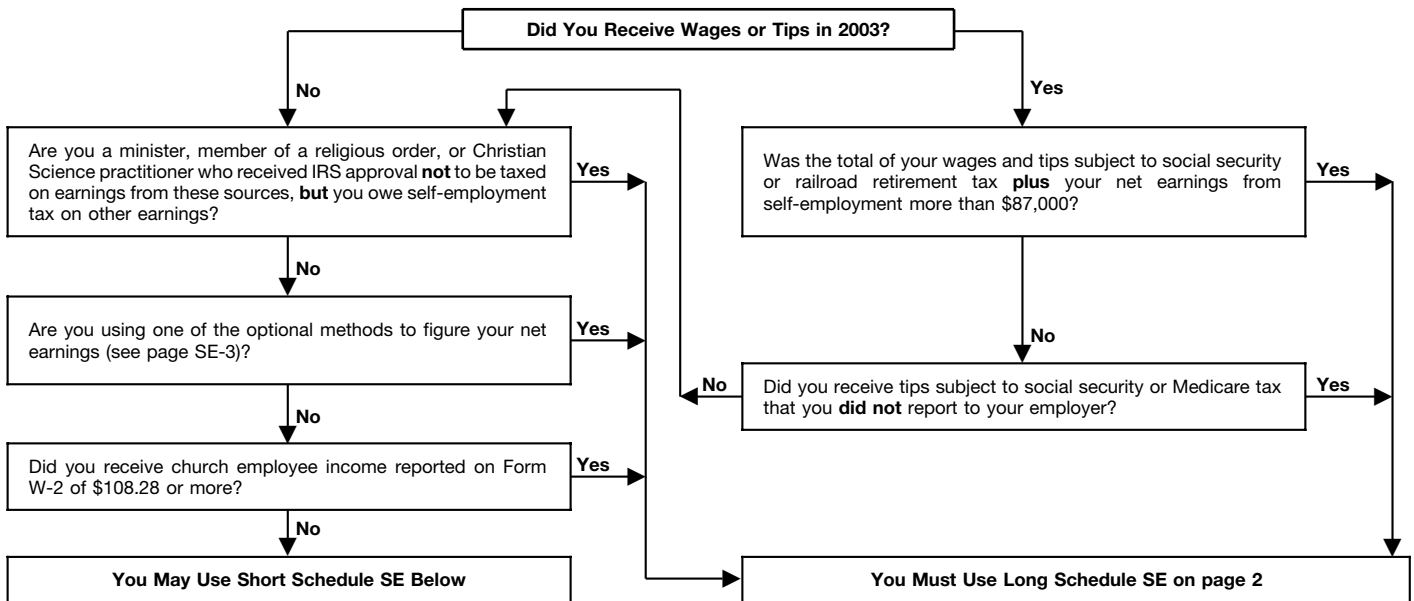 Did You Receive Wages or Tips in 2003?
No
Yes
Are you a minister, member of a religious order, or Christian
Science practitioner who received IRS approval not to be taxed
on earnings from these sources, but you owe self-employment
tax on other earnings?
Yes
Was the total of your wages and tips subject to social security
or railroad retirement tax plus your net earnings from
self-employment more than $87,000?
Yes
No
Are you using one of the optional methods to figure your net
earnings (see page SE-3)?
Yes
No
No
Did you receive tips subject to social security or Medicare tax
that you did not report to your employer?
Yes
No
Did you receive church employee income reported on Form
W-2 of $108.28 or more?
Yes
No
You May Use Short Schedule SE Below
You Must Use Long Schedule SE on page 2